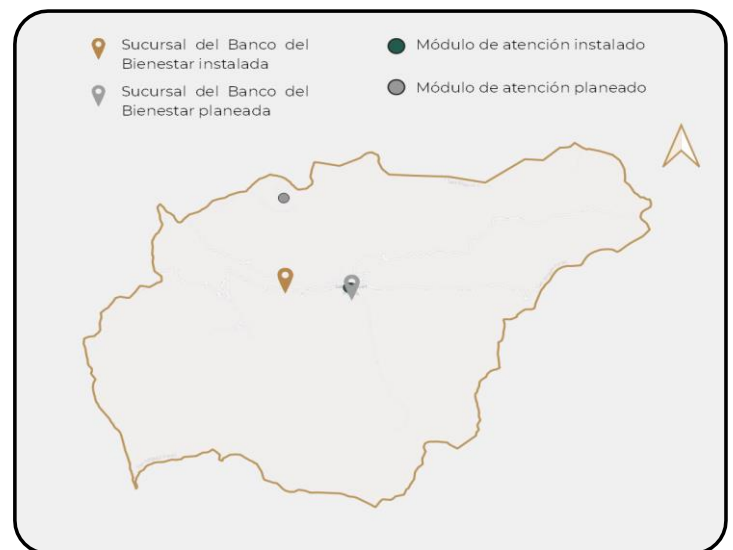 Sucursal del Banco del
Bienestar instalada
Sucursal del Banco del
Bienestar planeada
Módulo de atención instalado
Módulo de atención planeado